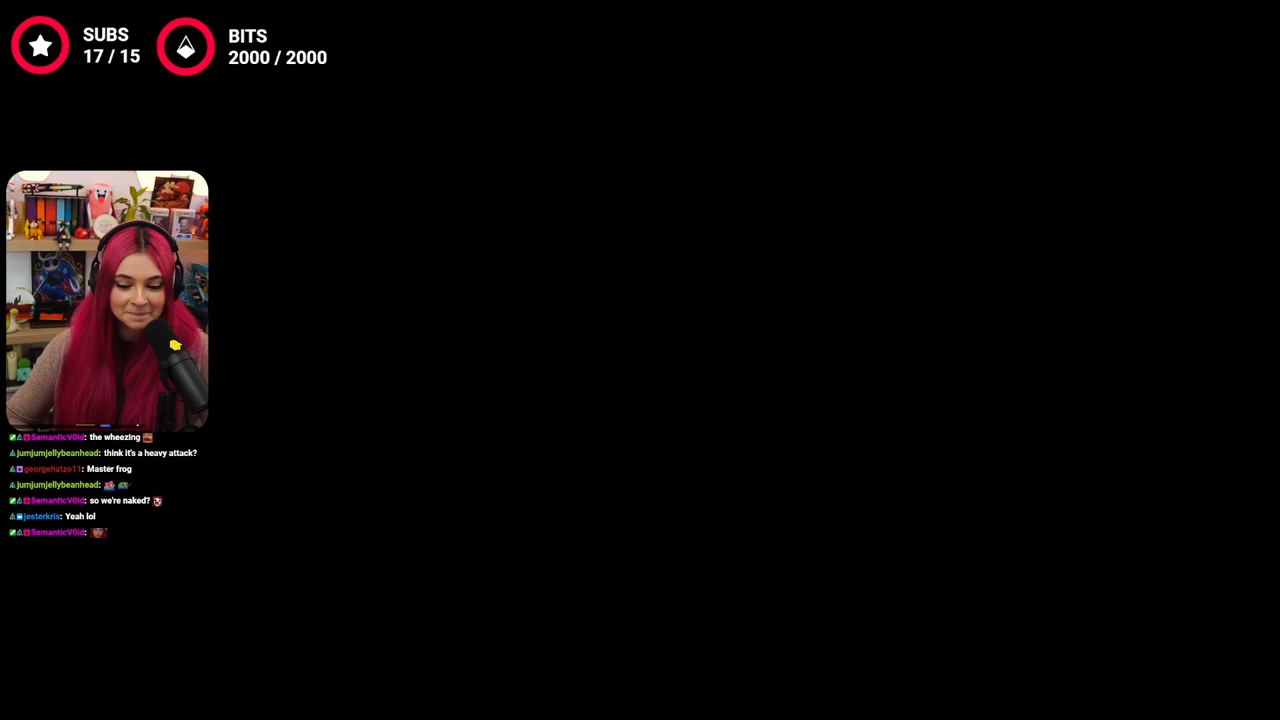 SUBS
17 / 15
BITS
2000 / 2000
SemanticV0id: the wheezing
jumjumjellybeanhead: think it's a heavy attack?
georgehatzo11: Master frog
jumjumjellybeanhead:
SemanticV0id: so we're naked?
jesterkris: Yeah lol
SemanticV0id: